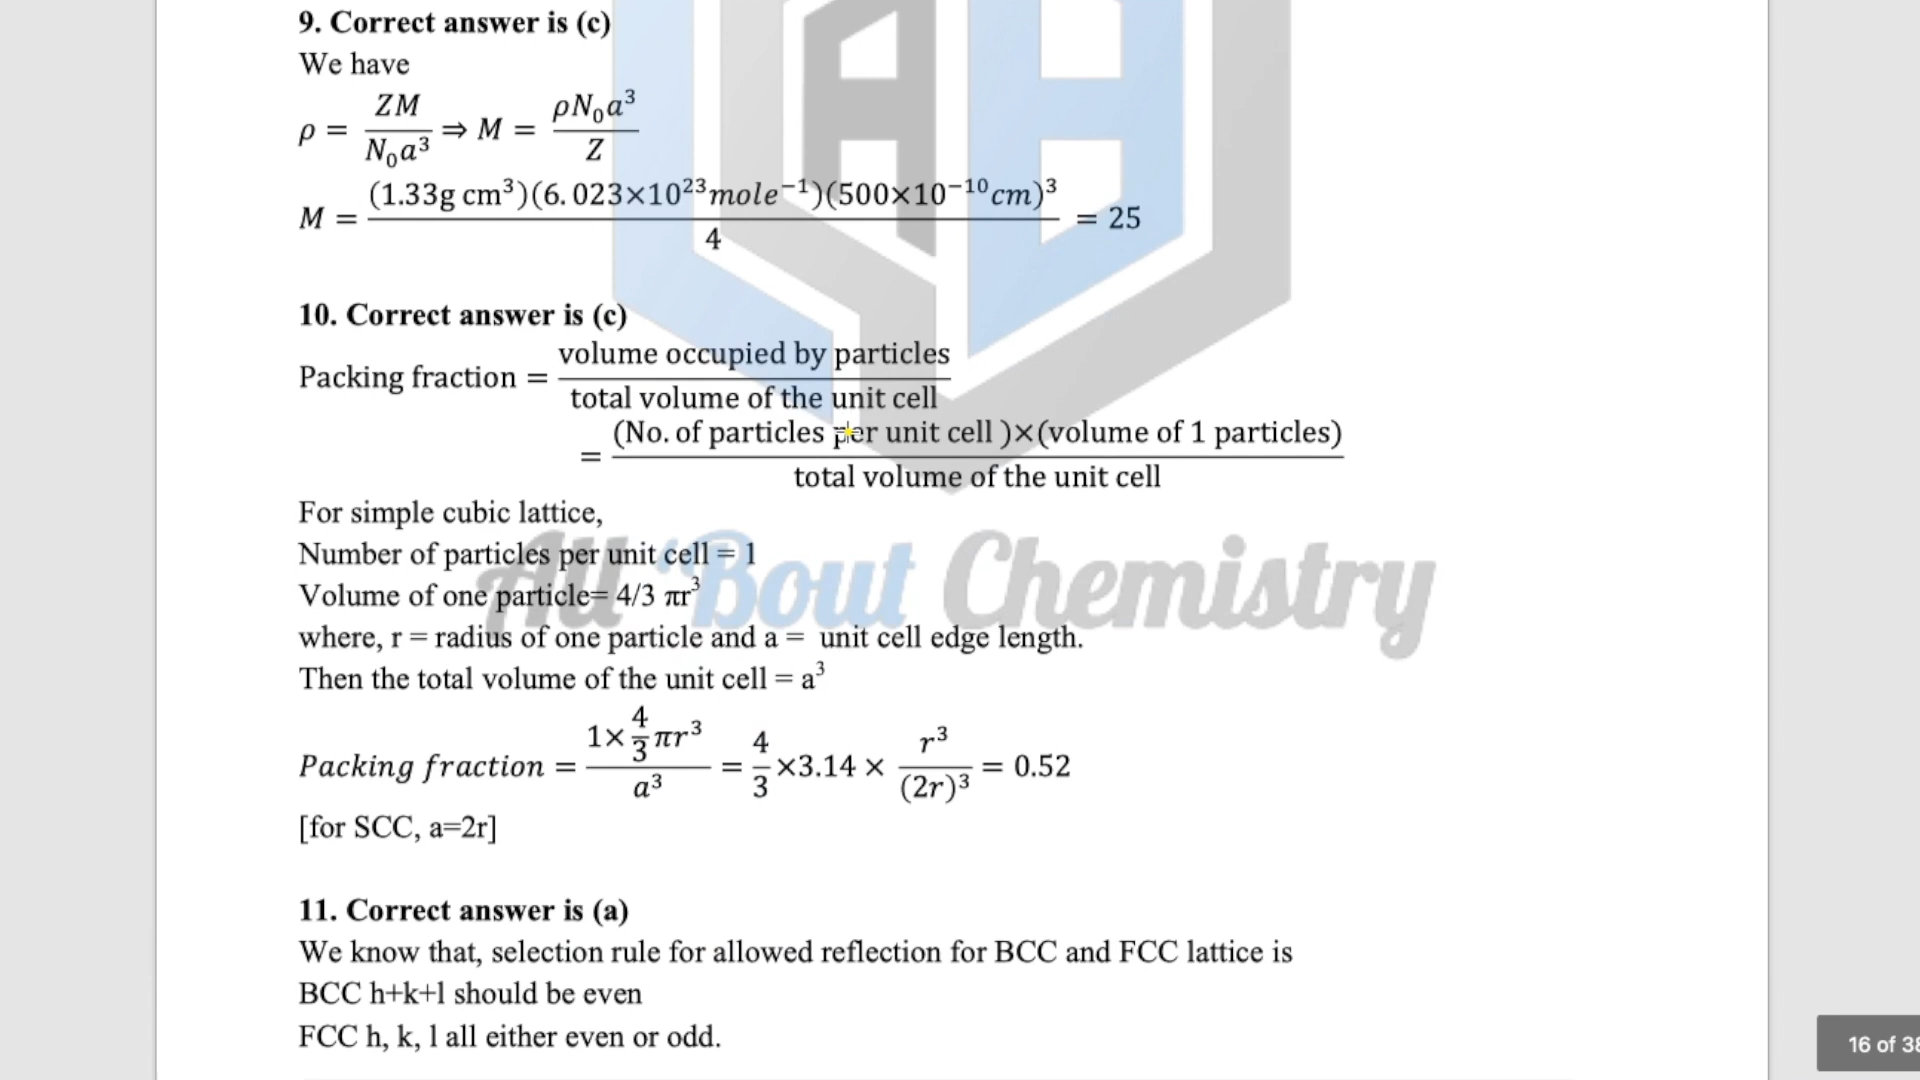 9. Correct answer is (c)
We have
ρ = ZM / N₀a³ ⇒ M = ρN₀a³ / Z
M = (1.33g cm³)(6.023×10²³mole⁻¹)(500×10⁻¹⁰cm)³ / 4 = 25
10. Correct answer is (c)
Packing fraction = volume occupied by particles / total volume of the unit cell
= (No. of particles per unit cell )×(volume of 1 particles) / total volume of the unit cell
For simple cubic lattice,
Number of particles per unit cell = 1
Volume of one particle= 4/3 πr³
where, r = radius of one particle and a = unit cell edge length.
Then the total volume of the unit cell = a³
Packing fraction = 1×4/3 πr³ / a³ = 4/3 ×3.14 × r³ / (2r)³ = 0.52
[for SCC, a=2r]
11. Correct answer is (a)
We know that, selection rule for allowed reflection for BCC and FCC lattice is
BCC h+k+l should be even
FCC h, k, l all either even or odd.
All 'Bout Chemistry
16 of 38